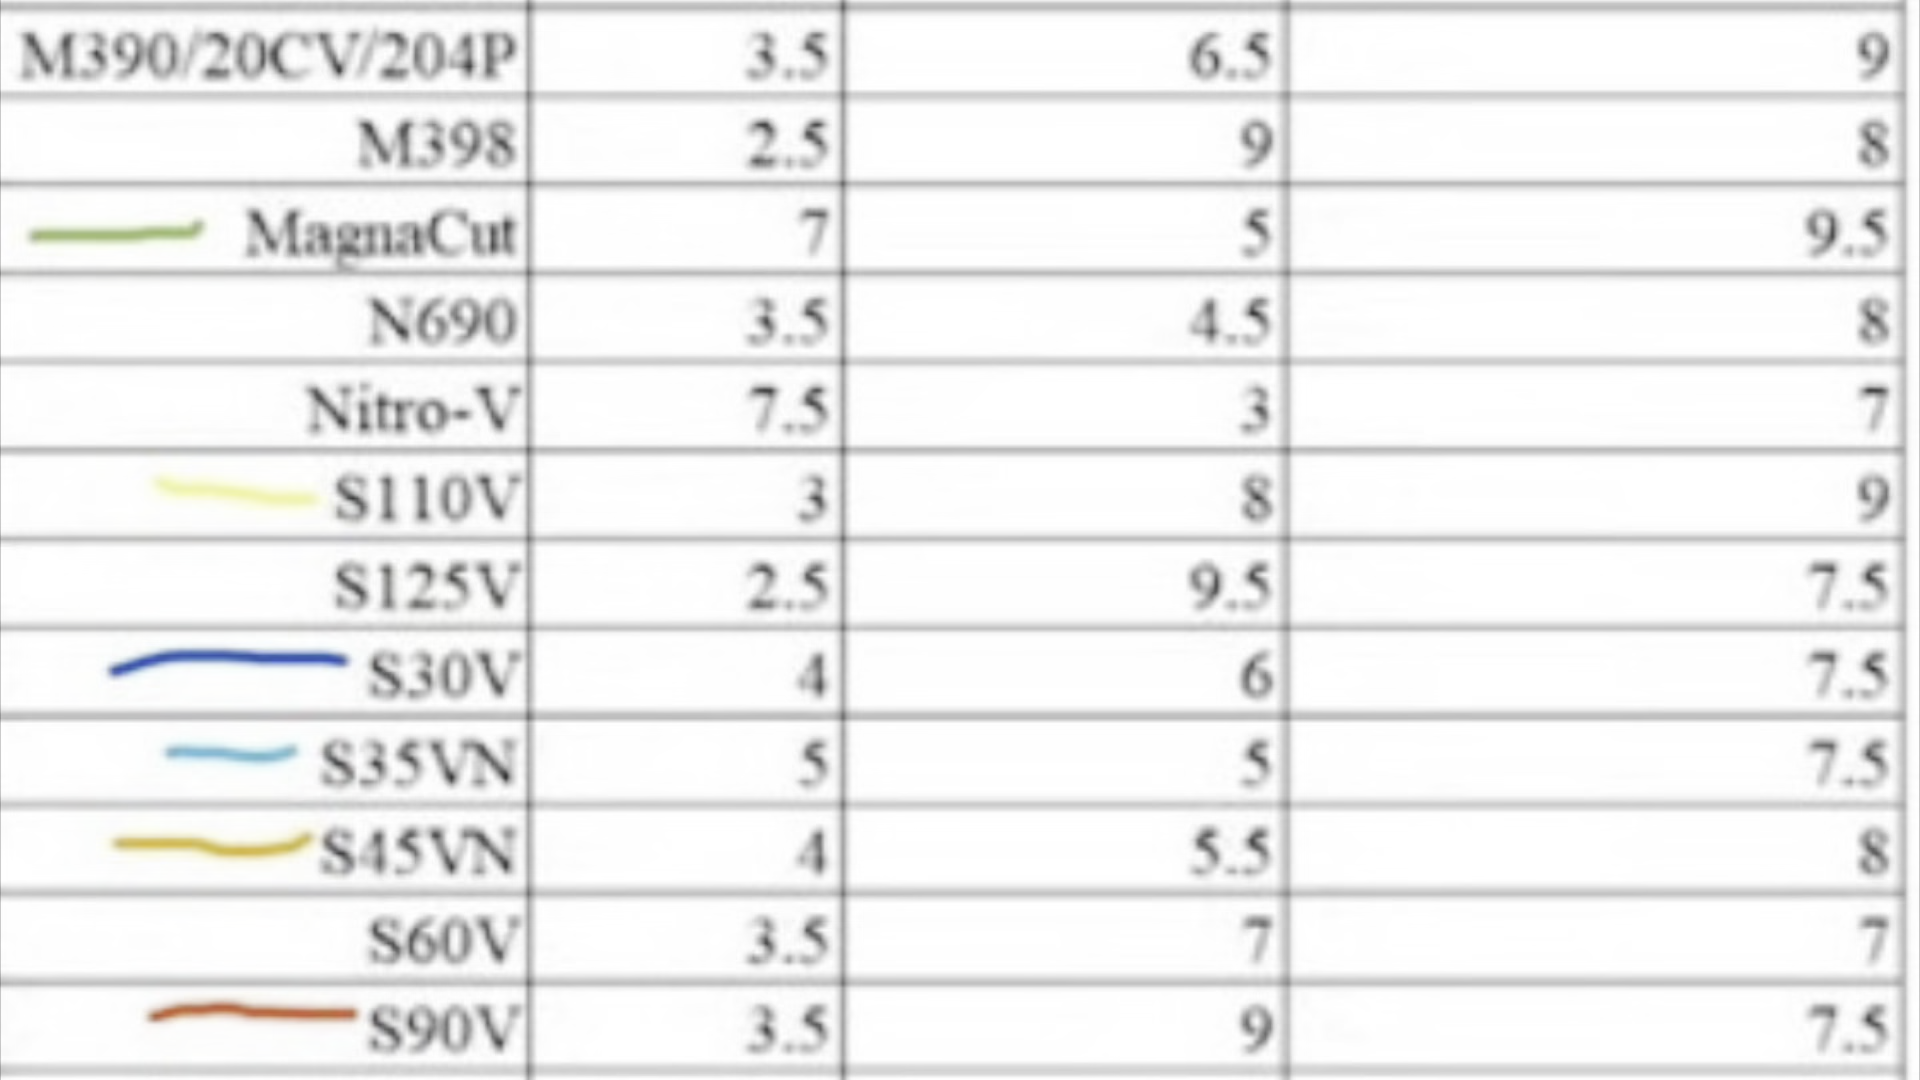 M390/20CV/204P 3.5 6.5 9
M398 2.5 9 8
MagnaCut 7 5 9.5
N690 3.5 4.5 8
Nitro-V 7.5 3 7
S110V 3 8 9
S125V 2.5 9.5 7.5
S30V 4 6 7.5
S35VN 5 5 7.5
S45VN 4 5.5 8
S60V 3.5 7 7
S90V 3.5 9 7.5